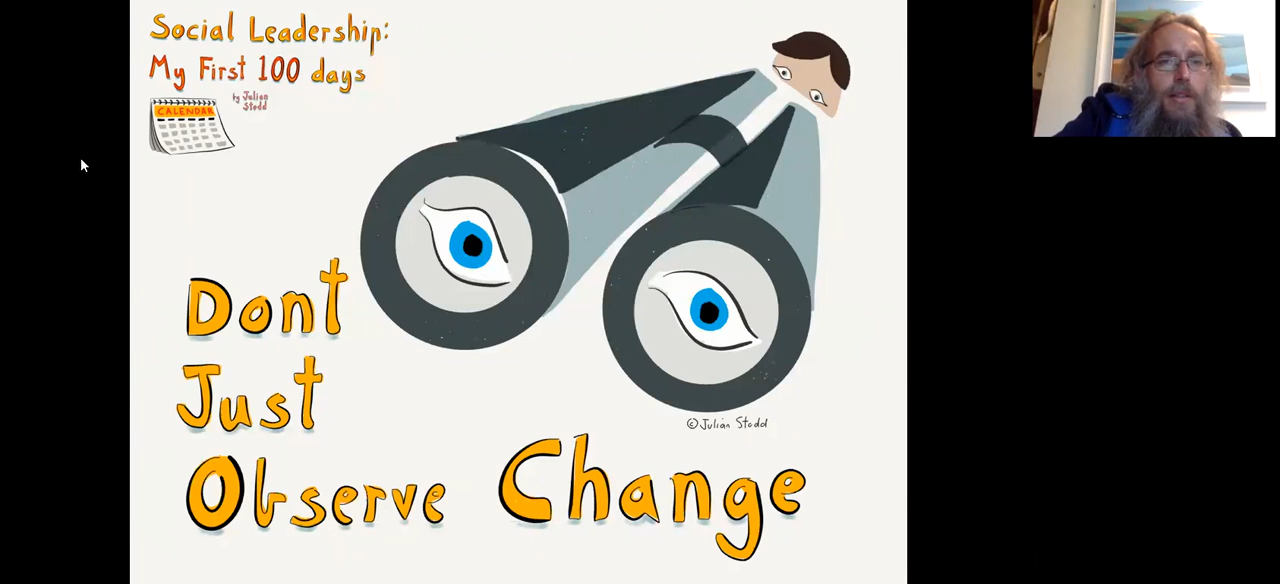 Social Leadership:
My First 100 days
by Julian
Stodd
CALENDAR
Dont
Just
Observe Change
©Julian Stodd